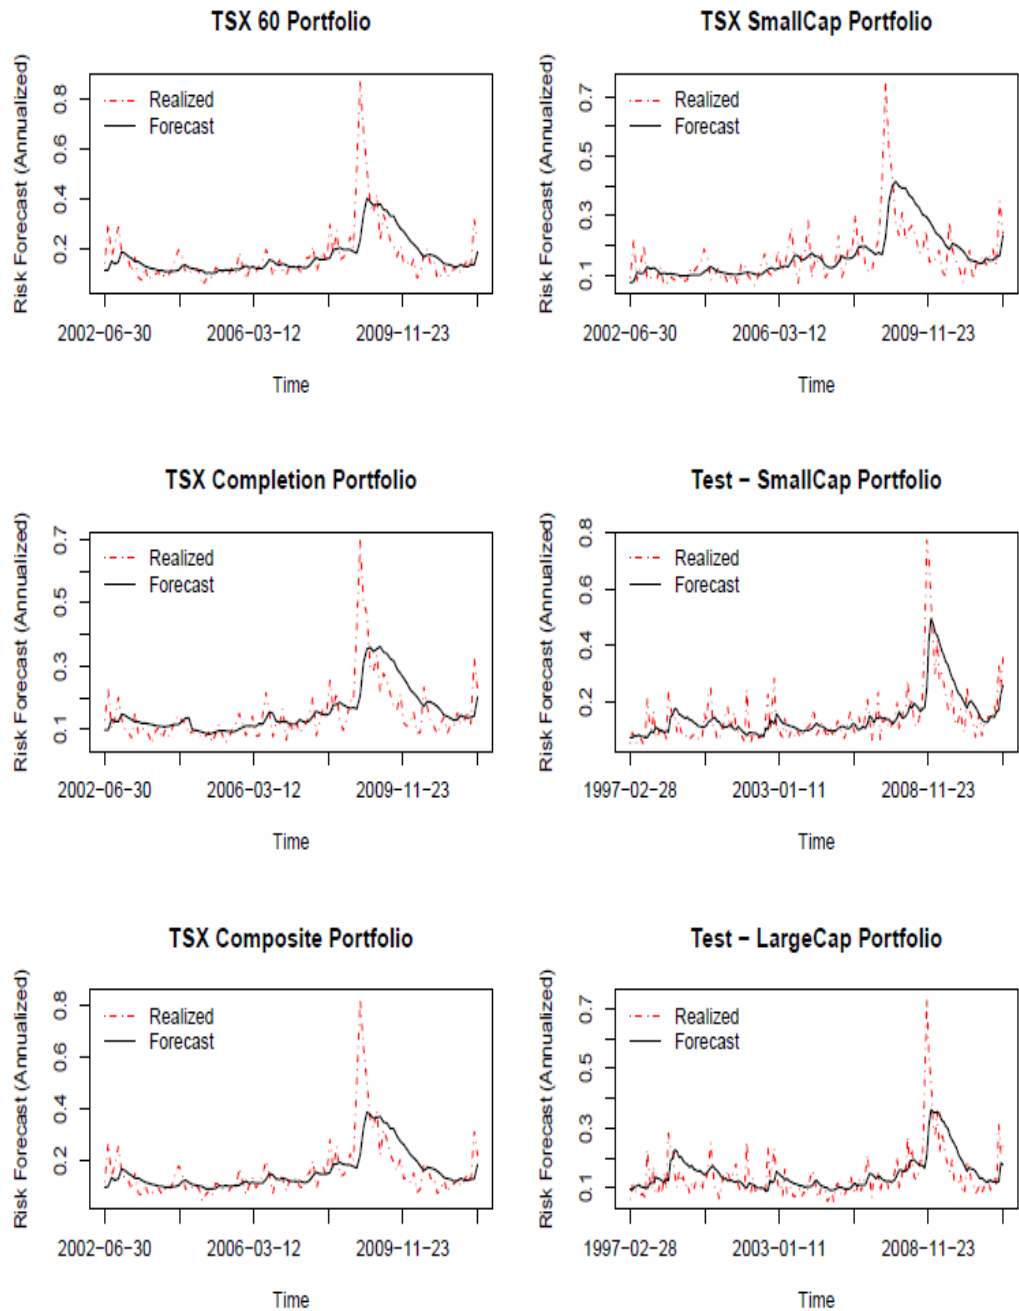 TSX 60 Portfolio
Risk Forecast (Annualized)
0.8
0.6
0.4
0.2
Realized
Forecast
2002−06−30 2006−03−12 2009−11−23
Time
TSX SmallCap Portfolio
Risk Forecast (Annualized)
0.7
0.5
0.3
0.1
Realized
Forecast
2002−06−30 2006−03−12 2009−11−23
Time
TSX Completion Portfolio
Risk Forecast (Annualized)
0.7
0.5
0.3
0.1
Realized
Forecast
2002−06−30 2006−03−12 2009−11−23
Time
Test − SmallCap Portfolio
Risk Forecast (Annualized)
0.8
0.6
0.4
0.2
Realized
Forecast
1997−02−28 2003−01−11 2008−11−23
Time
TSX Composite Portfolio
Risk Forecast (Annualized)
0.8
0.6
0.4
0.2
Realized
Forecast
2002−06−30 2006−03−12 2009−11−23
Time
Test − LargeCap Portfolio
Risk Forecast (Annualized)
0.7
0.5
0.3
0.1
Realized
Forecast
1997−02−28 2003−01−11 2008−11−23
Time